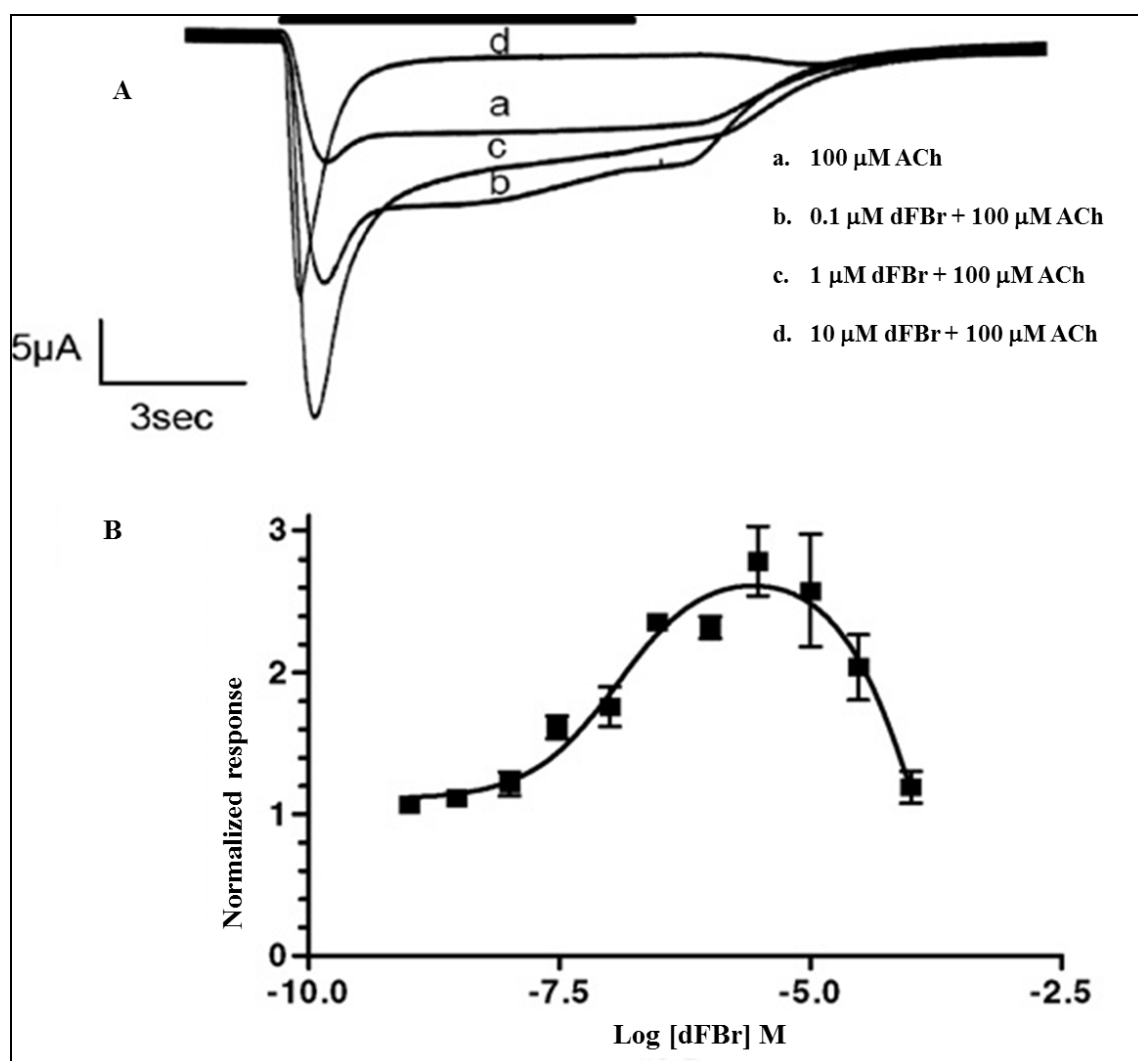 d
A
a
c
b
a. 100 μM ACh
b. 0.1 μM dFBr + 100 μM ACh
c. 1 μM dFBr + 100 μM ACh
d. 10 μM dFBr + 100 μM ACh
5μA
3sec
B
3
2
1
0
Normalized response
-10.0 -7.5 -5.0 -2.5
Log [dFBr] M